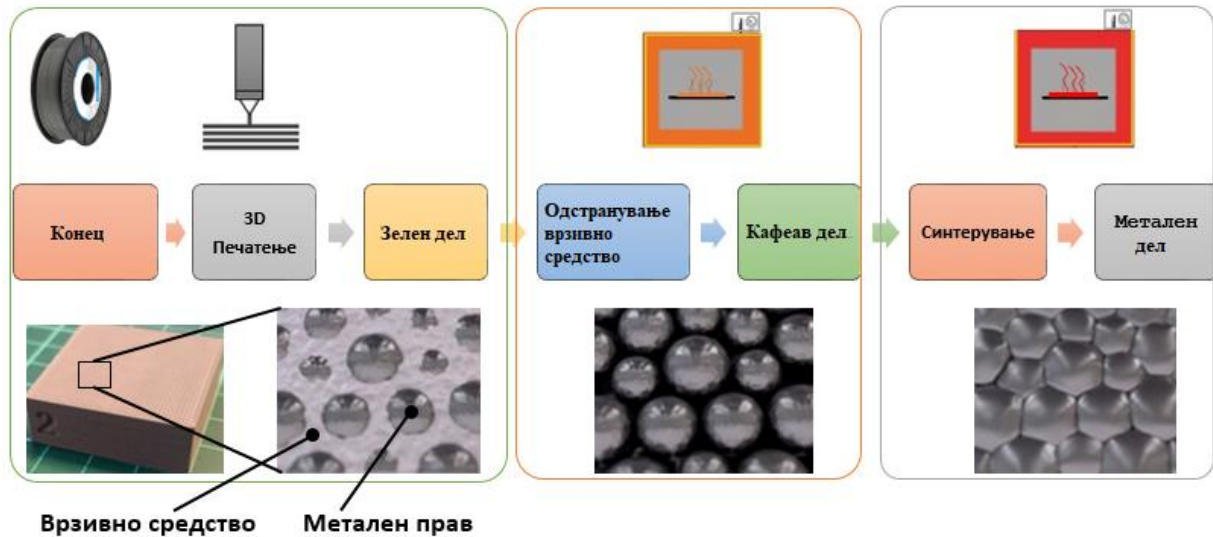 Конец
3D
Печатење
Зелен дел
Одстранување
врзивно
средство
Кафеав дел
Синтерување
Метален
дел
2
Врзивно средство
Метален прав